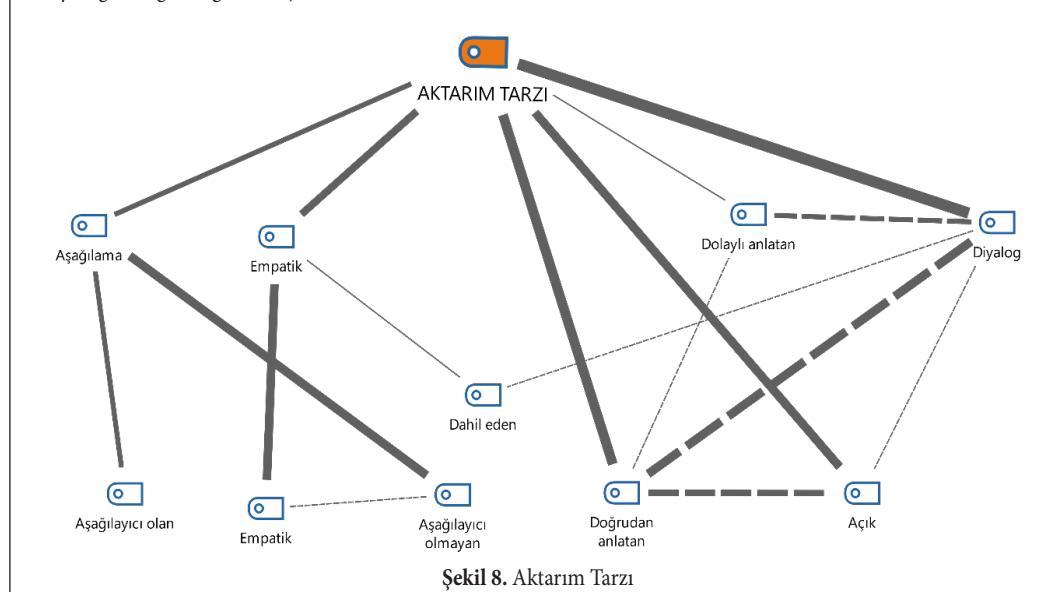 AKTARIM TARZI
Aşağılama
Empatik
Dolaylı anlatan
Diyalog
Dahil eden
Aşağılayıcı olan
Empatik
Aşağılayıcı
olmayan
Doğrudan
anlatan
Açık
Şekil 8. Aktarım Tarzı